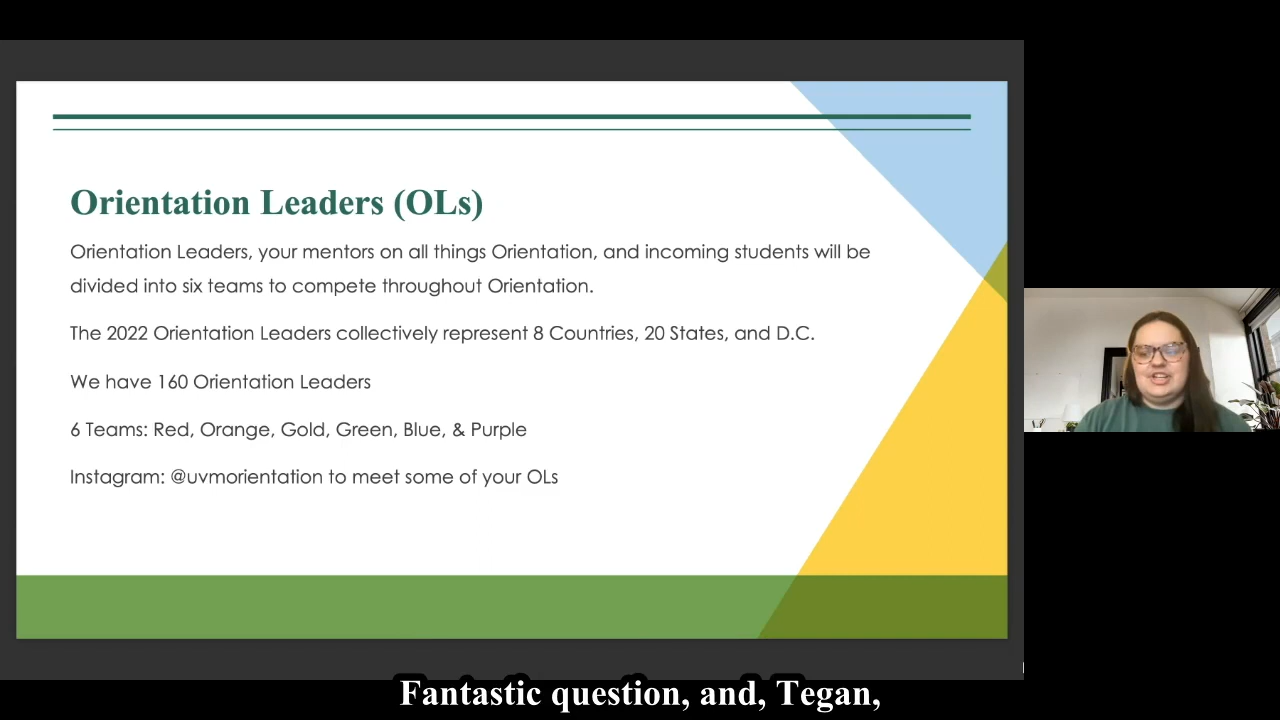 Orientation Leaders (OLs)
Orientation Leaders, your mentors on all things Orientation, and incoming students will be
divided into six teams to compete throughout Orientation.
The 2022 Orientation Leaders collectively represent 8 Countries, 20 States, and D.C.
We have 160 Orientation Leaders
6 Teams: Red, Orange, Gold, Green, Blue, & Purple
Instagram: @uvmorientation to meet some of your OLs
Fantastic question, and, Tegan,